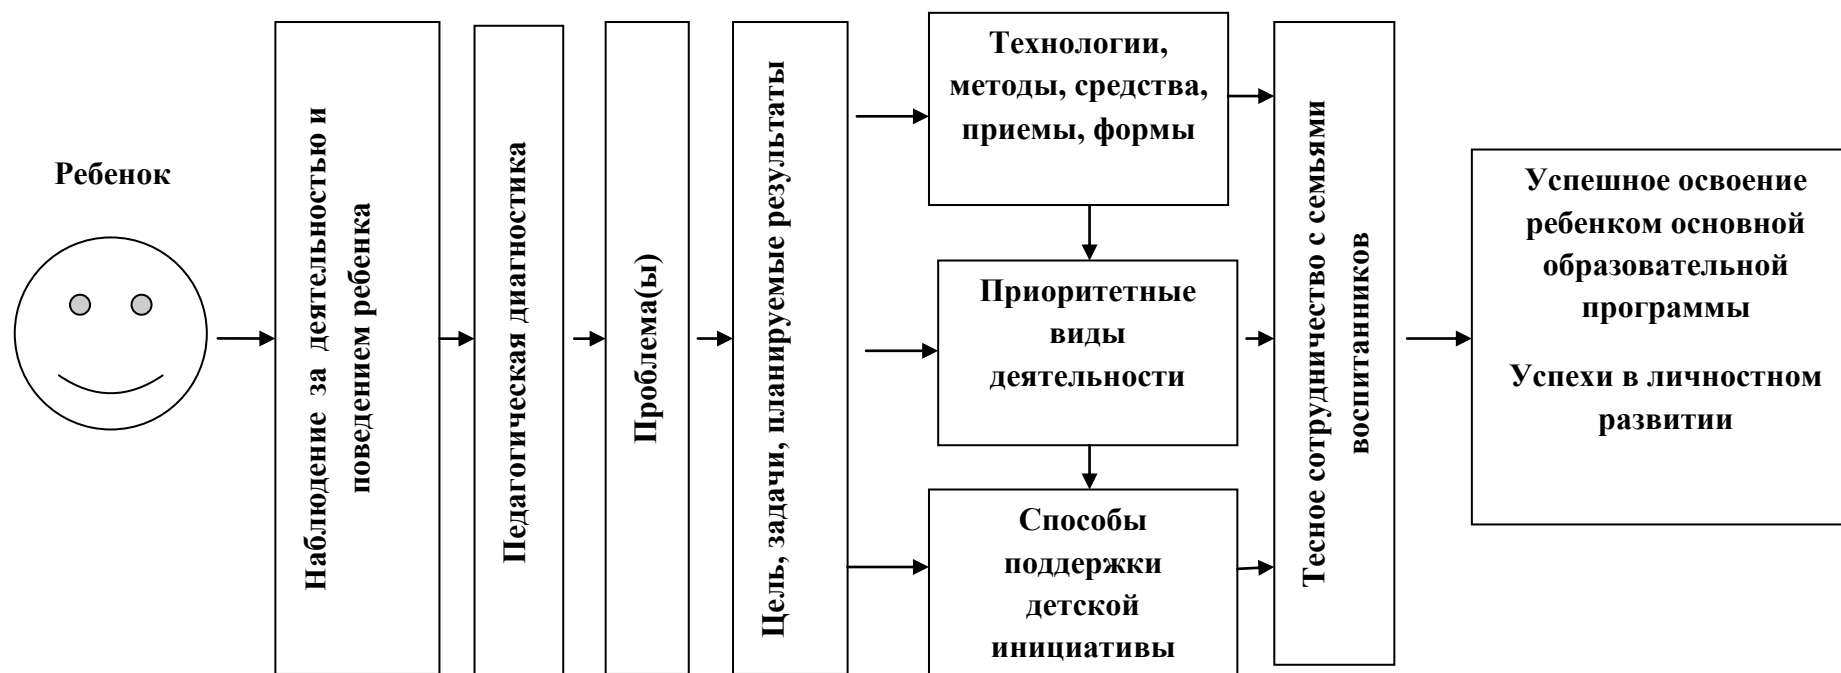 Ребенок
Наблюдение за деятельностью и
поведением ребенка
Педагогическая диагностика
Проблема(ы)
Цель, задачи, планируемые результаты
Технологии,
методы, средства,
приемы, формы
Приоритетные
виды
деятельности
Способы
поддержки
детской
инициативы
Тесное сотрудничество с семьями
воспитанников
Успешное освоение
ребенком основной
образовательной
программы
Успехи в личностном
развитии